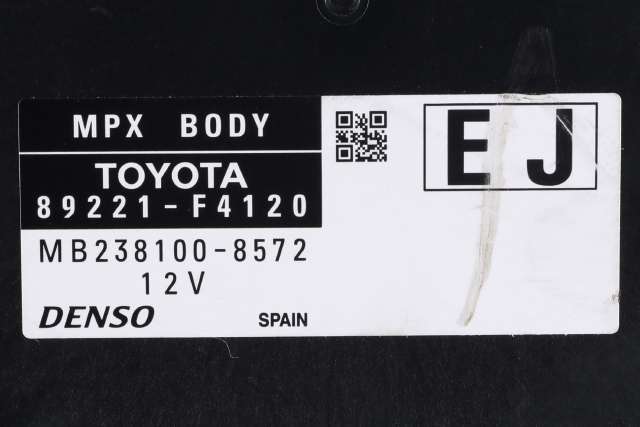 MPX BODY
TOYOTA
89221-F4120
MB238100-8572
12V
DENSO
SPAIN
EJ